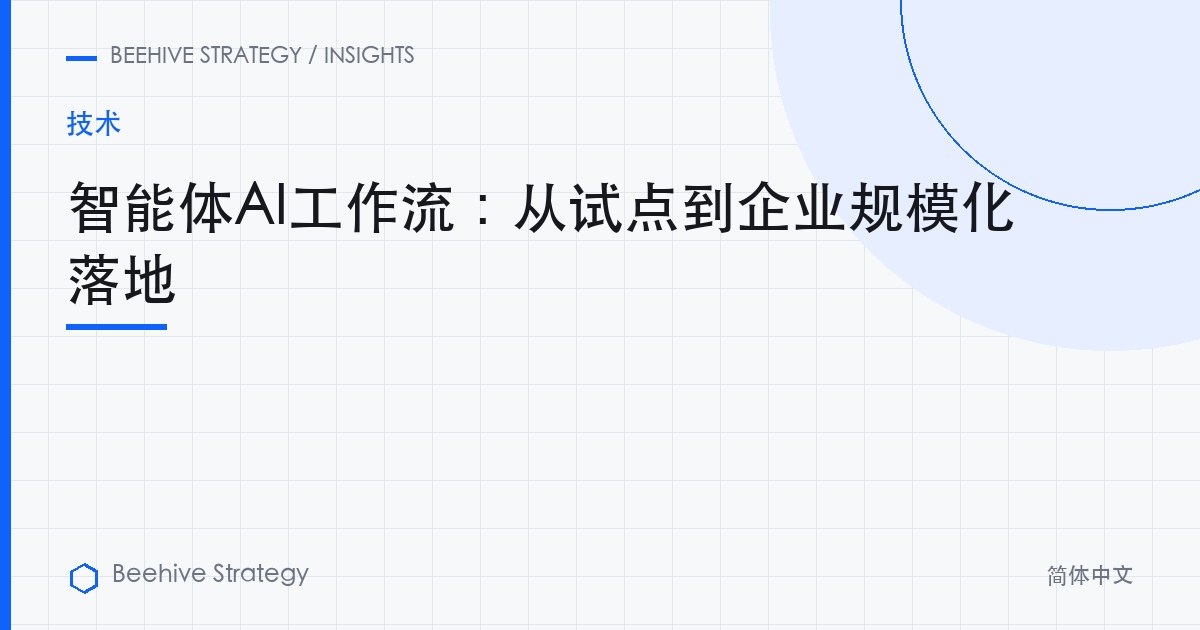 BEEHIVE STRATEGY / INSIGHTS
技术
智能体AI工作流：从试点到企业规模化
落地
Beehive Strategy
简体中文